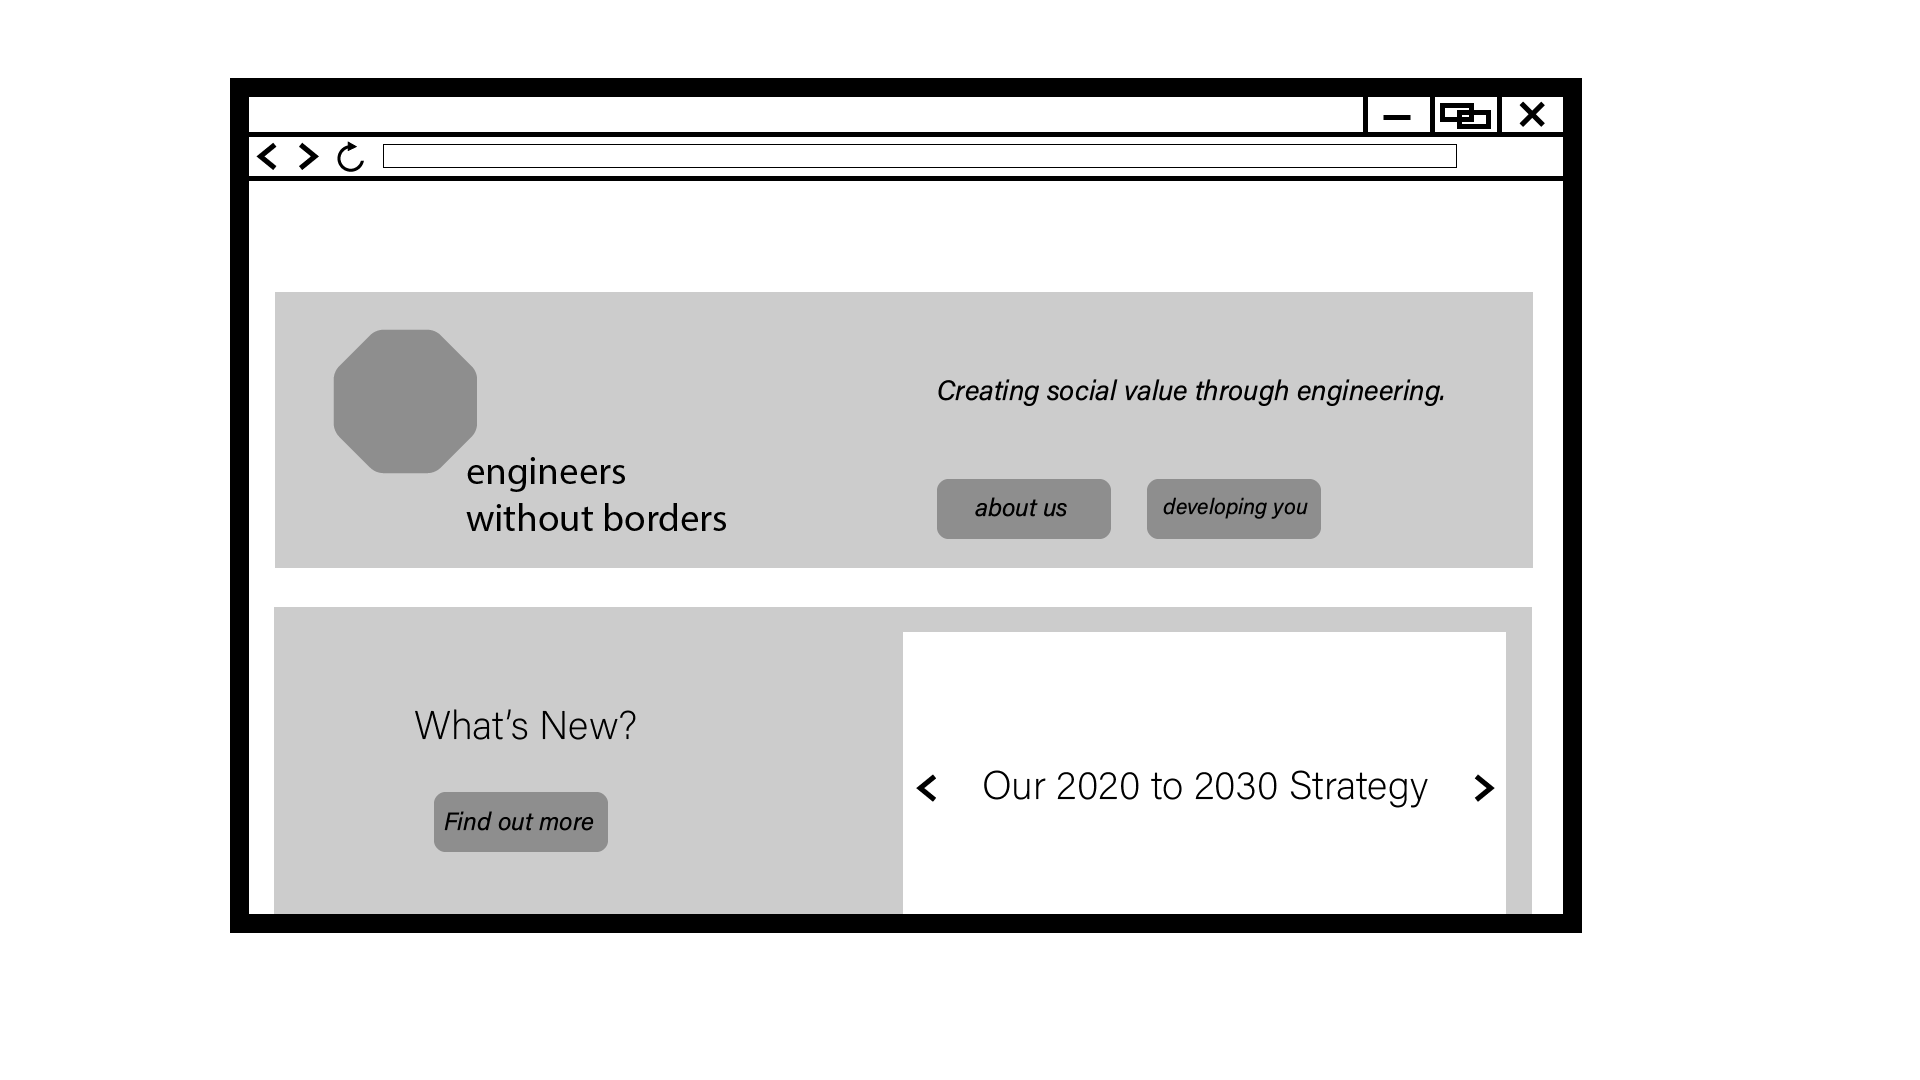 engineers
without borders
Creating social value through engineering.
about us
developing you
What's New?
Find out more
Our 2020 to 2030 Strategy